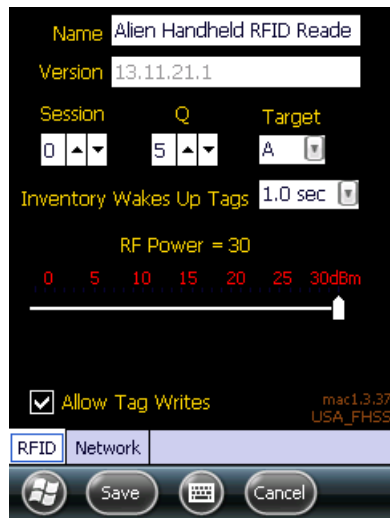 Name Alien Handheld RFID Reade
Version 13.11.21.1
Session Q Target
0 5 A
Inventory Wakes Up Tags 1.0 sec
RF Power = 30
0 5 10 15 20 25 30dBm
Allow Tag Writes
mac1.3.37
USA_FHSS
RFID Network
Save Cancel